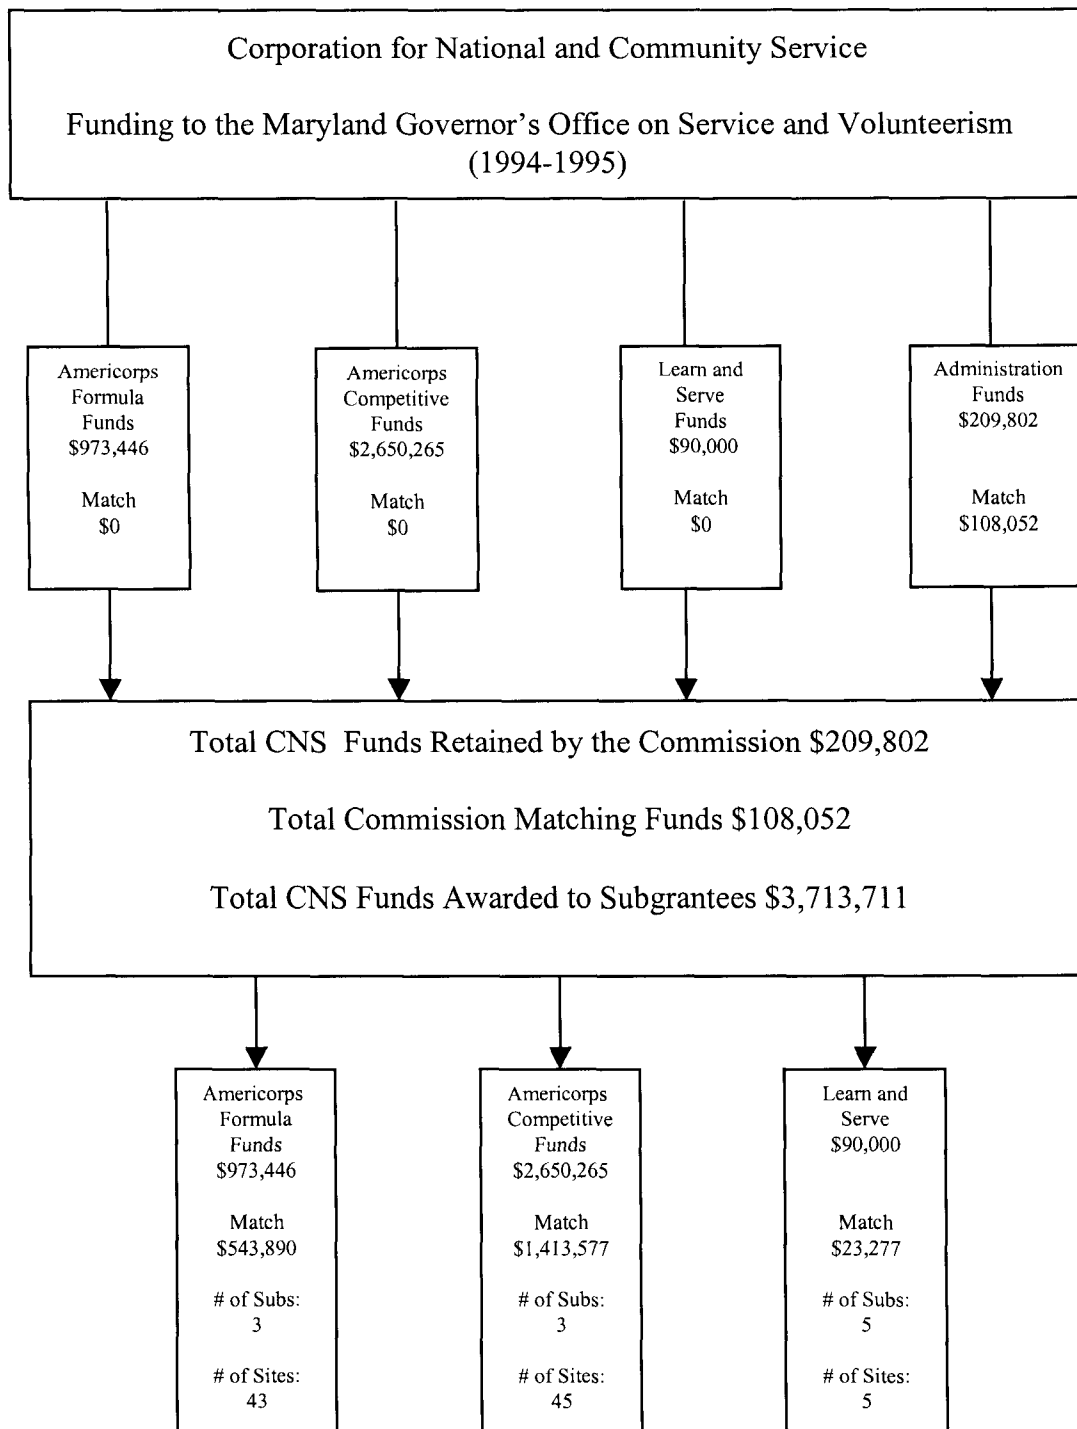 Corporation for National and Community Service
Funding to the Maryland Governor's Office on Service and Volunteerism
(1994-1995)
Americorps
Formula
Funds
$973,446
Match
$0
Americorps
Competitive
Funds
$2,650,265
Match
$0
Learn and
Serve
Funds
$90,000
Match
$0
Administration
Funds
$209,802
Match
$108,052
Total CNS Funds Retained by the Commission $209,802
Total Commission Matching Funds $108,052
Total CNS Funds Awarded to Subgrantees $3,713,711
Americorps
Formula
Funds
$973,446
Match
$543,890
# of Subs:
3
# of Sites:
43
Americorps
Competitive
Funds
$2,650,265
Match
$1,413,577
# of Subs:
3
# of Sites:
45
Learn and
Serve
$90,000
Match
$23,277
# of Subs:
5
# of Sites:
5